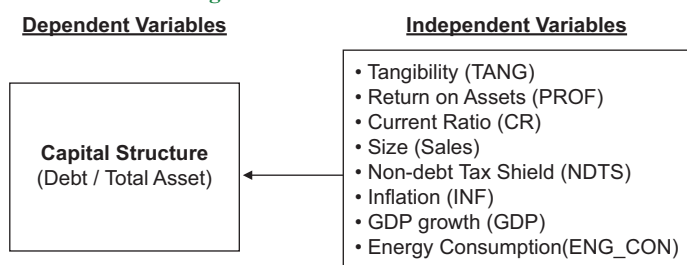 Dependent Variables
Independent Variables
Capital Structure
(Debt / Total Asset)
• Tangibility (TANG)
• Return on Assets (PROF)
• Current Ratio (CR)
• Size (Sales)
• Non-debt Tax Shield (NDTS)
• Inflation (INF)
• GDP growth (GDP)
• Energy Consumption(ENG_CON)